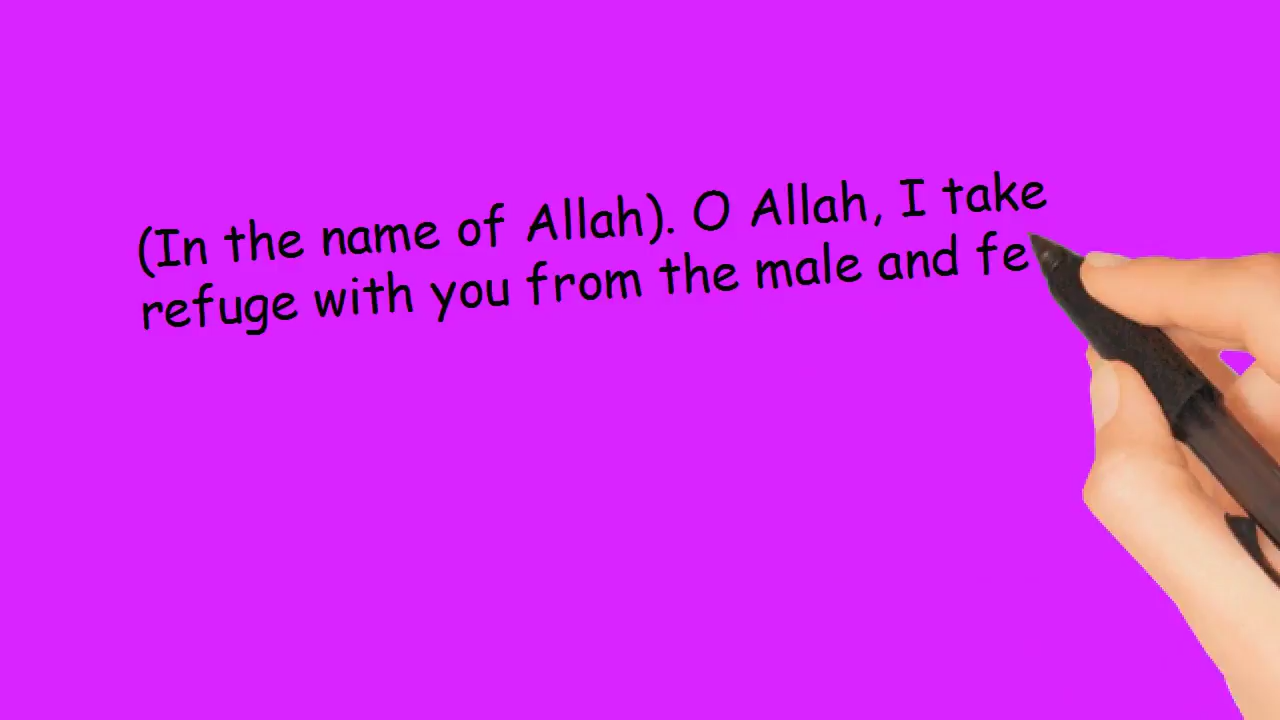 (In the name of Allah). O Allah, I take
refuge with you from the male and fe